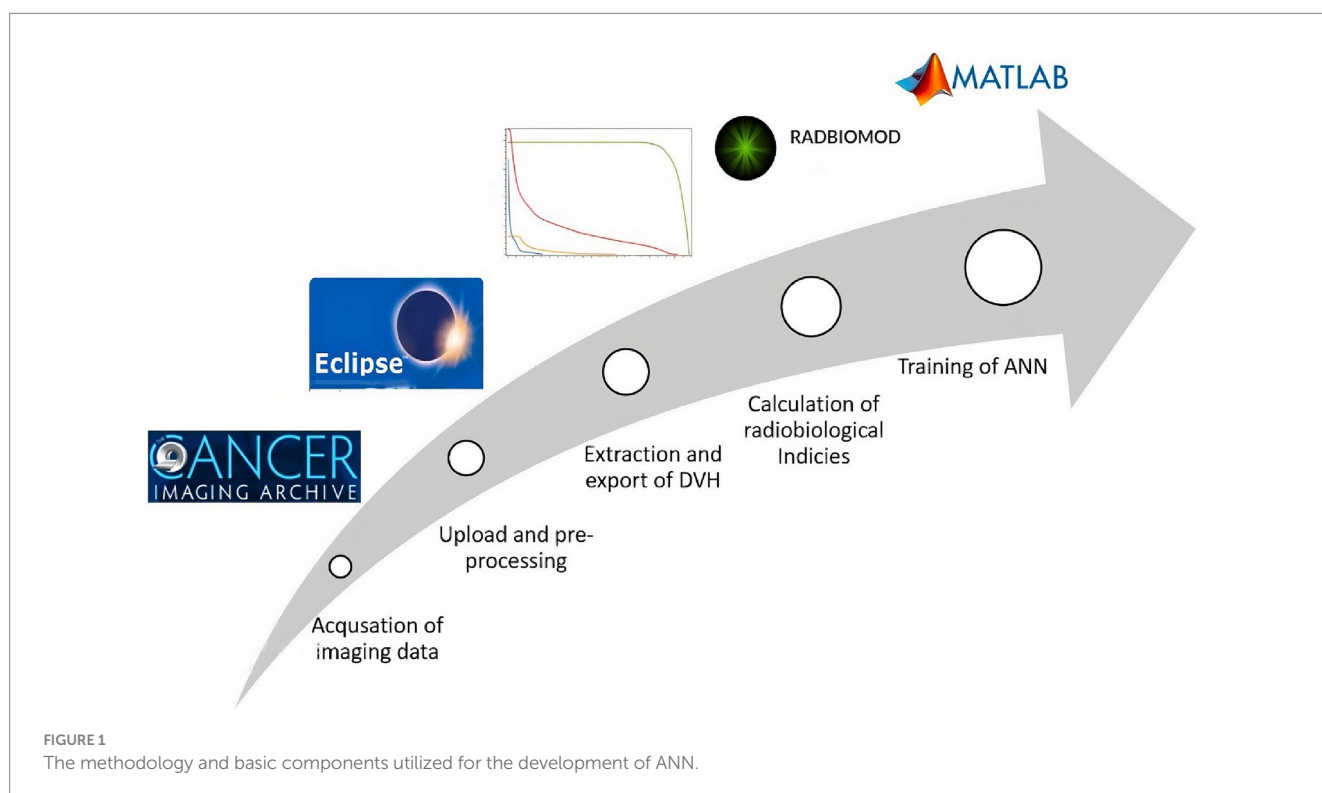 MATLAB
RADBIOMOD
Eclipse
THE
CANCER
IMAGING ARCHIVE
Training of ANN
Calculation of
radiobiological
Indicies
Extraction and
export of DVH
Upload and pre-
processing
Acqusation of
imaging data
FIGURE 1
The methodology and basic components utilized for the development of ANN.